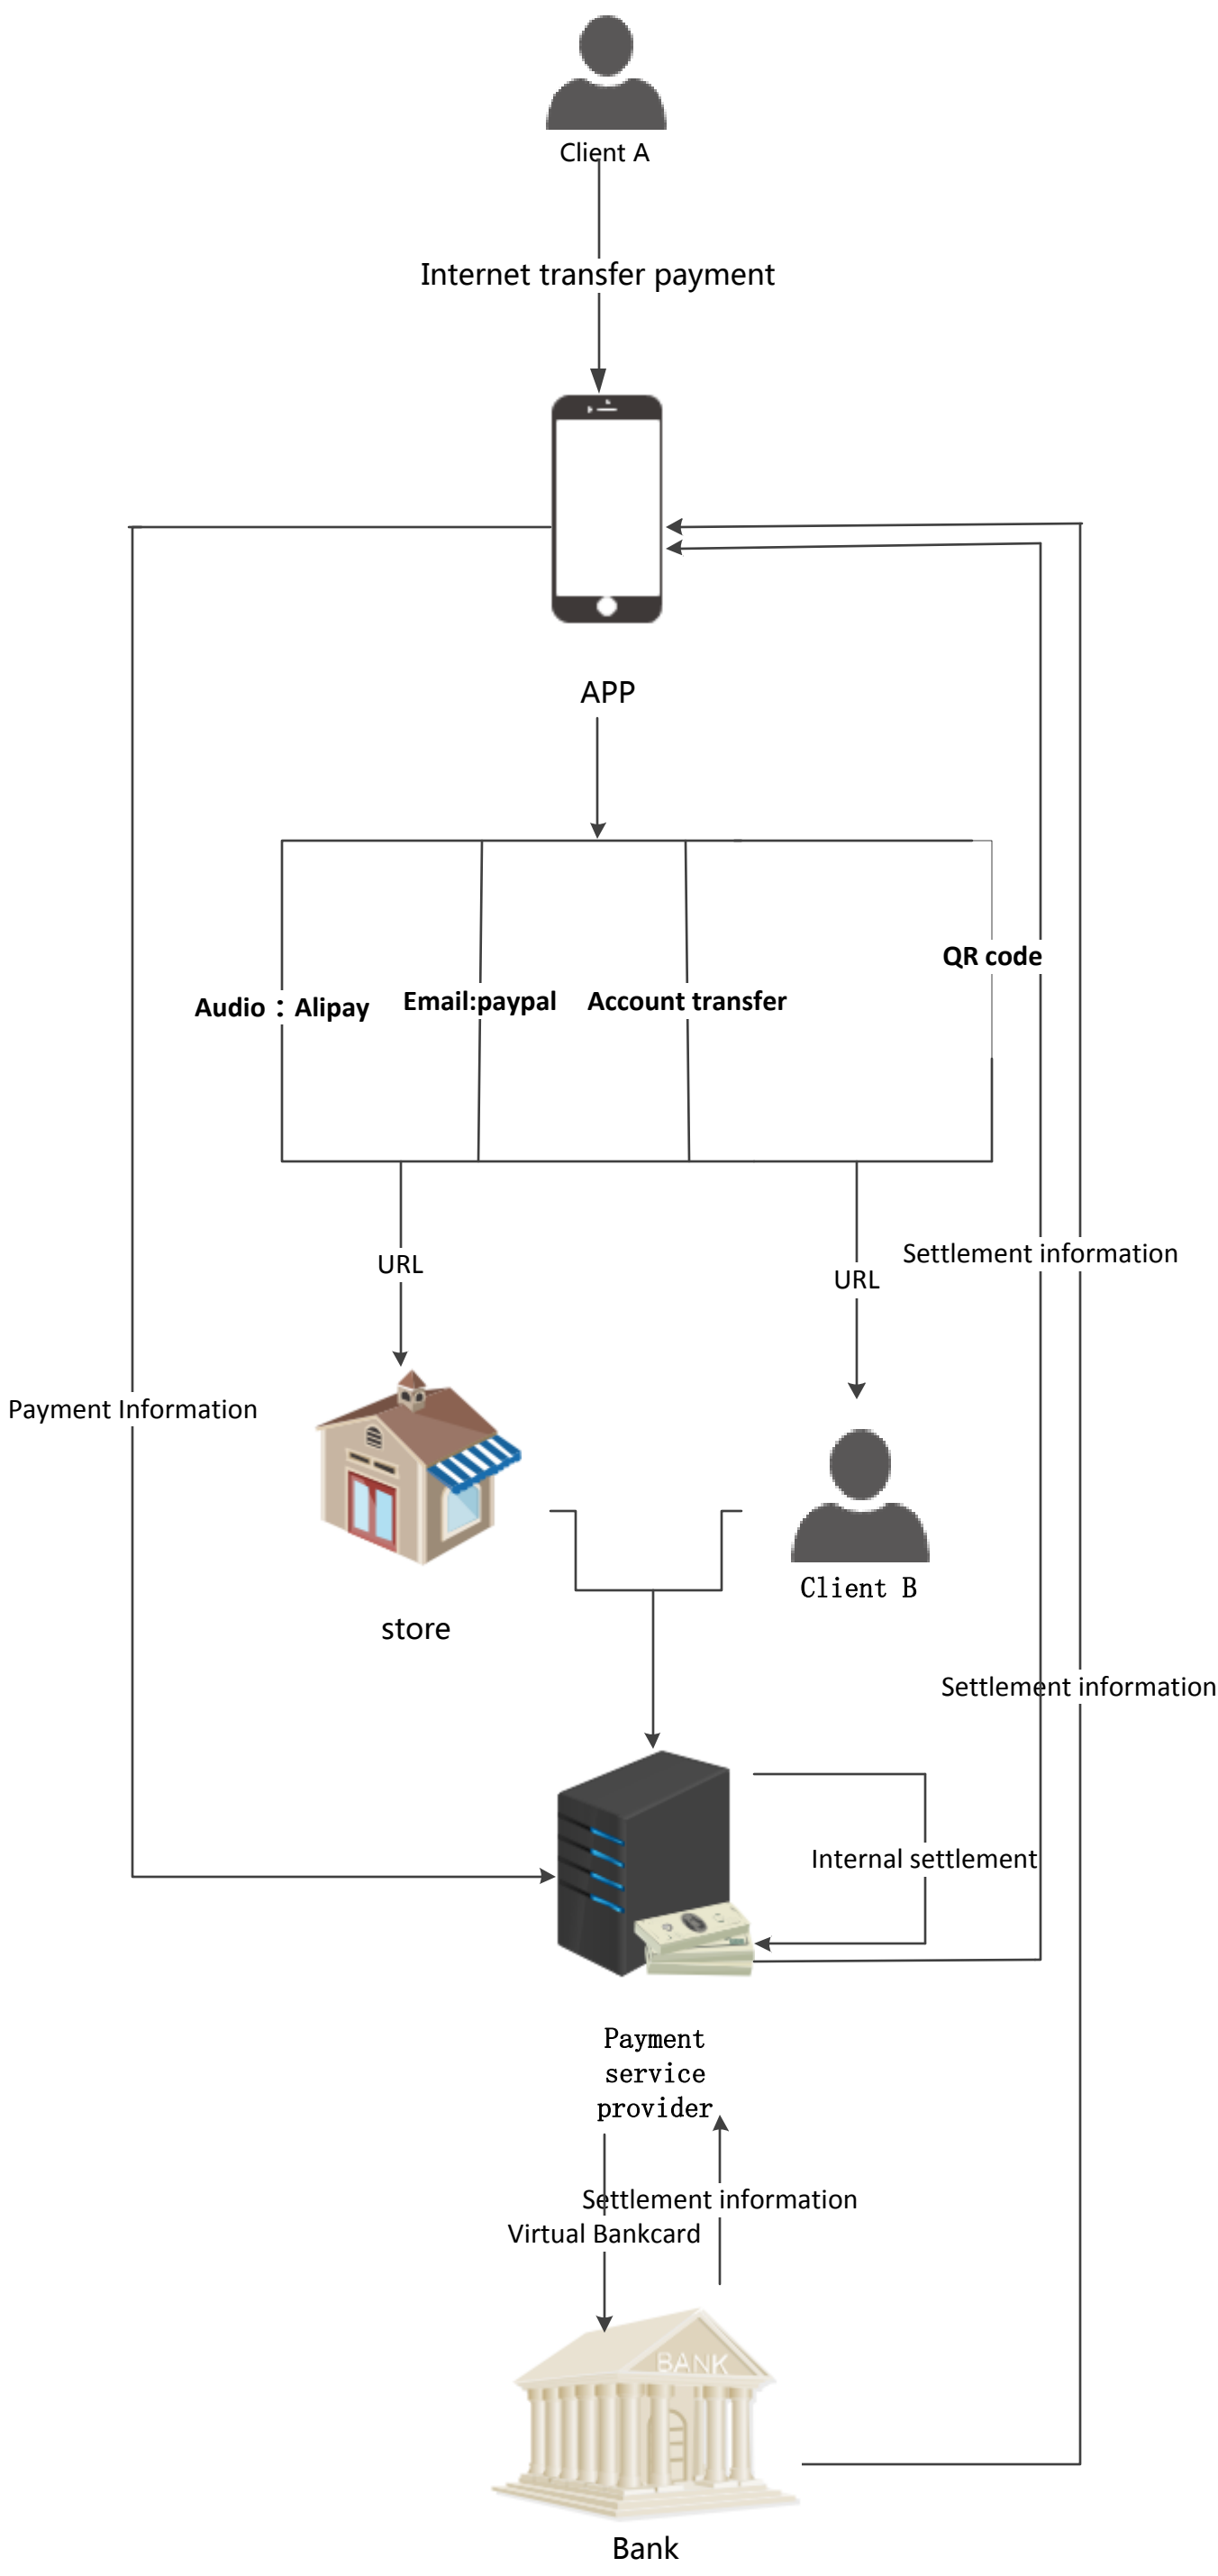 Client A
Internet transfer payment
APP
QR code
Audio：Alipay
Email:paypal
Account transfer
Settlement information
URL
URL
Payment Information
Client B
store
Settlement information
Internal settlement
Payment
service
provider
Settlement information
Virtual Bankcard
BANK
Bank